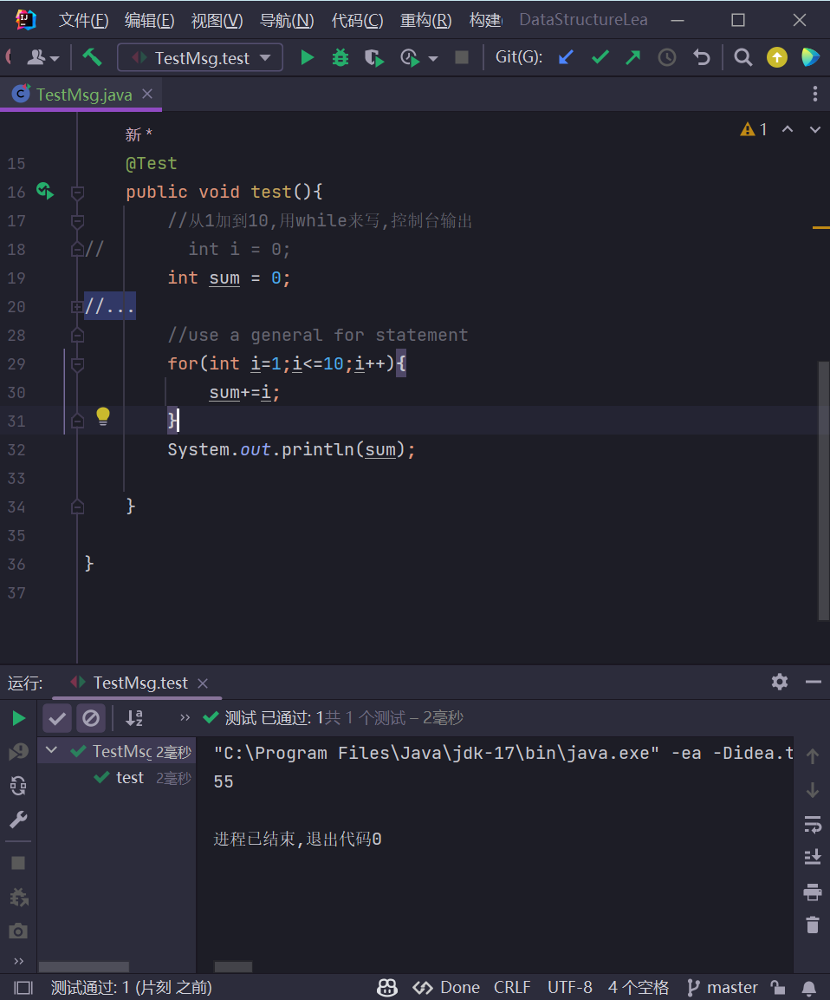 文件(F) 编辑(E) 视图(V) 导航(N) 代码(C) 重构(R) 构建 DataStructureLea
TestMsg.test Git(G):
TestMsg.java
新 *
1
15 @Test
16 public void test(){
17 //从1加到10,用while来写,控制台输出
18 // int i = 0;
19 int sum = 0;
20 //...
28 //use a general for statement
29 for(int i=1;i<=10;i++){
30 sum+=i;
31 }
32 System.out.println(sum);
33
34 }
35
36 }
37
运行: TestMsg.test
测试 已通过: 1共 1 个测试 – 2毫秒
TestMsg 2毫秒
test 2毫秒
"C:\Program Files\Java\jdk-17\bin\java.exe" -ea -Didea.t
55
进程已结束,退出代码0
测试通过: 1 (片刻 之前) Done CRLF UTF-8 4 个空格 master